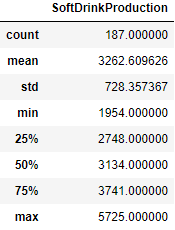 SoftDrinkProduction
count 187.000000
mean 3262.609626
std 728.357367
min 1954.000000
25% 2748.000000
50% 3134.000000
75% 3741.000000
max 5725.000000